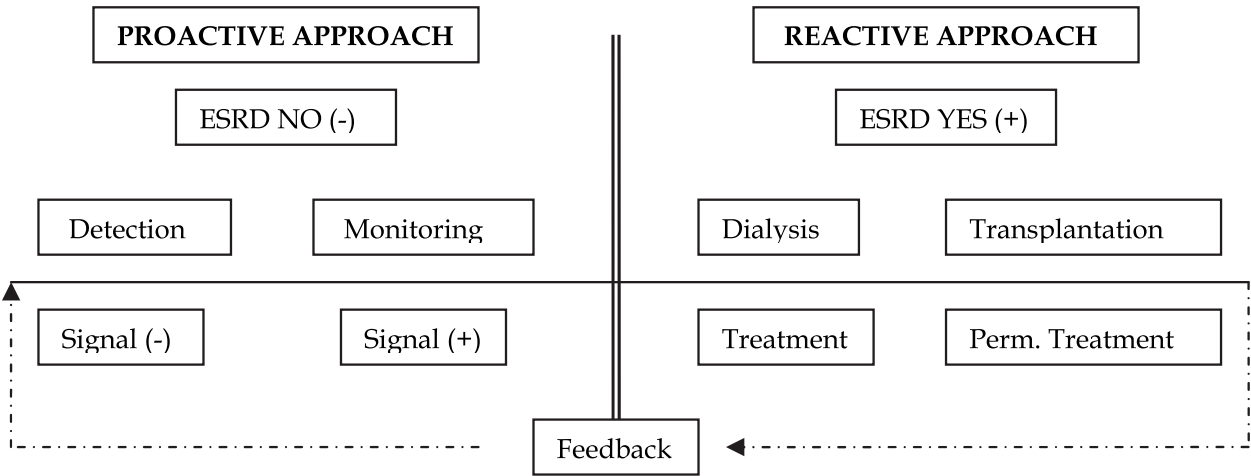 PROACTIVE APPROACH
REACTIVE APPROACH
ESRD NO (-)
ESRD YES (+)
Detection
Monitoring
Dialysis
Transplantation
Signal (-)
Signal (+)
Treatment
Perm. Treatment
Feedback